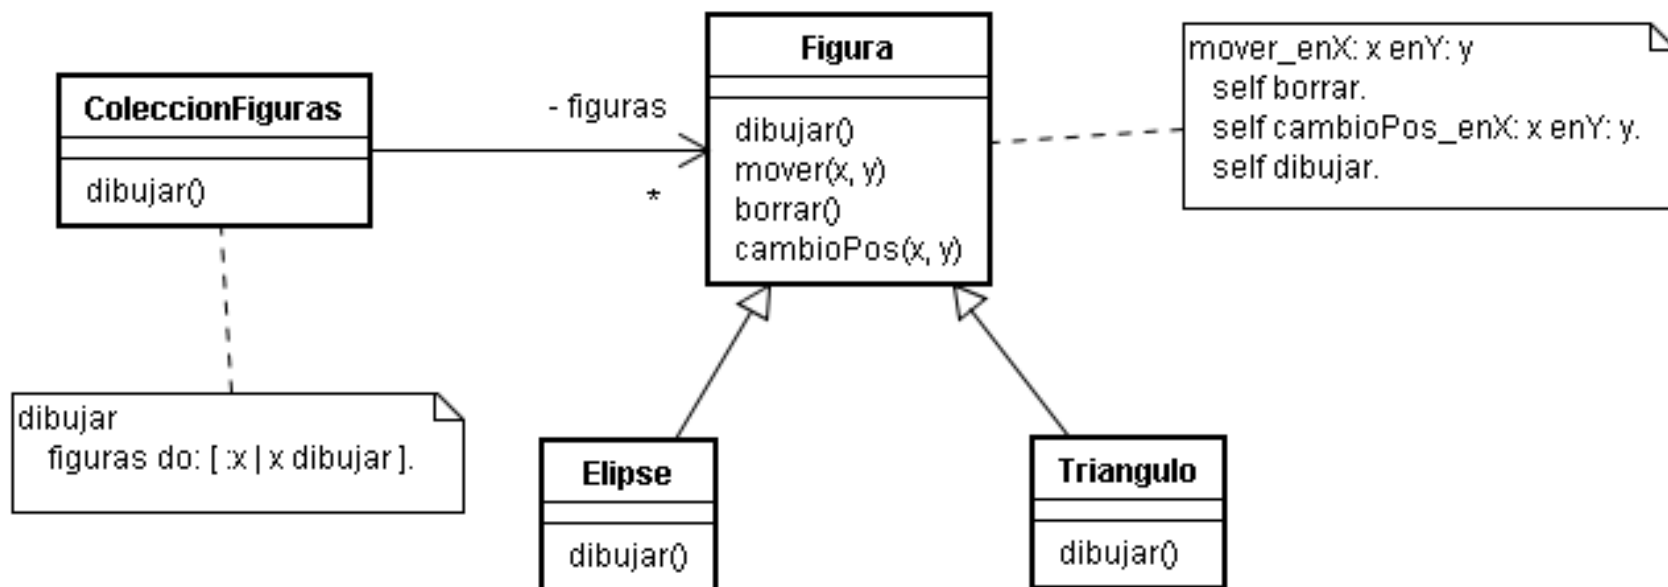 ColeccionFiguras
dibujar()
- figuras
*
Figura
dibujar()
mover(x, y)
borrar()
cambioPos(x, y)
mover_enX: x enY: y
self borrar.
self cambioPos_enX: x enY: y.
self dibujar.
dibujar
figuras do: [ :x | x dibujar ].
Elipse
dibujar()
Triangulo
dibujar()